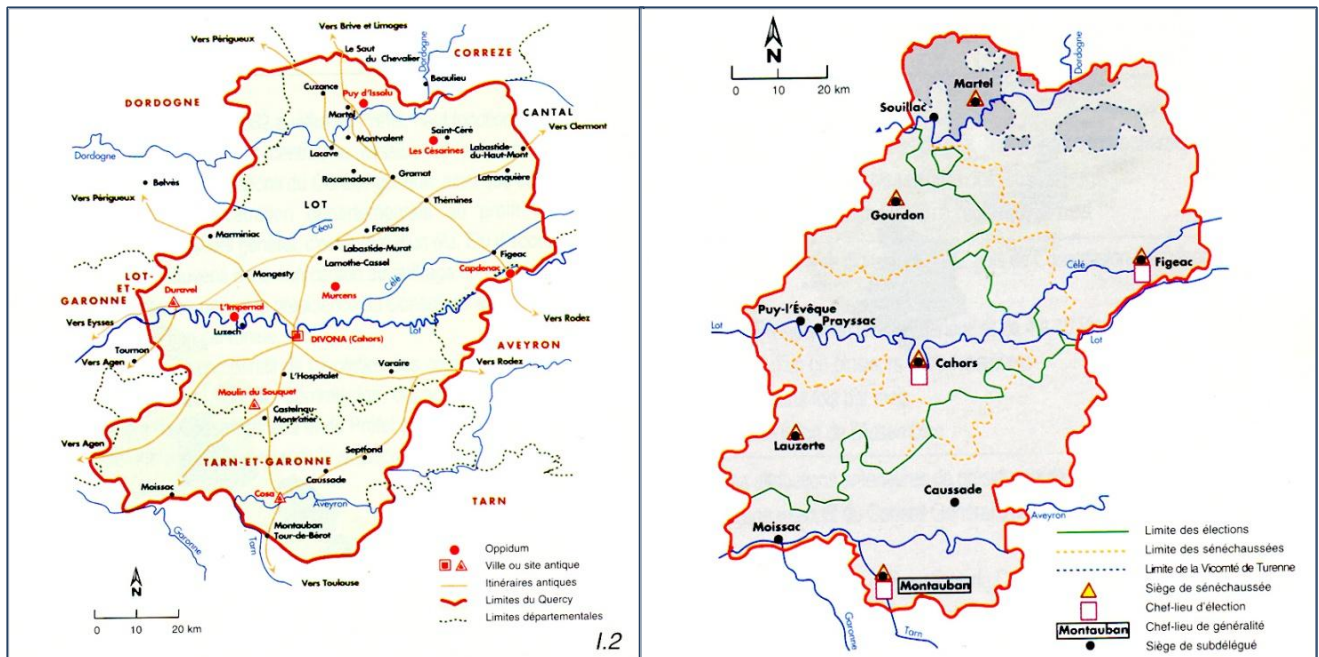 Vers Brive et Limoges
Vers Périgueux
Le Saut
du Chevalier
CORREZE
Dordogne
Beaulieu
DORDOGNE
Cuzance
Puy d'Issolu
CANTAL
Martel
Vers Clermont
Montvalent
Saint-Céré
Les Césarines
Labastide-
du-Haut-Mont
Dordogne
Lacave
Rocamadour
Gramat
Latronquière
Belvès
Vers Périgueux
LOT
Thémines
Céou
Fontanes
Marminiac
Labastide-Murat
Lamothe-Cassel
Figeac
LOT-
ET-
GARONNE
Mongesty
Capdenac
Célé
Duravel
Murcens
L'Impernal
Vers Eysses
Luzech
Lot
Vers Rodez
DIVONA (Cahors)
AVEYRON
Tournon
Vers Agen
Varaire
Vers Rodez
L'Hospitalet
Moulin du Souquet
Castelnau-
Montratier
Vers Agen
Septfond
TARN-ET-GARONNE
Caussade
Moissac
Cosa
TARN
Aveyron
Garonne
Montauban
Tour-de-Bérot
Tarn
Vers Toulouse
N
0 10 20 km
Oppidum
Ville ou site antique
Itinéraires antiques
Limites du Quercy
Limites départementales
1.2
N
0 10 20 km
Dordogne
Martel
Souillac
Gourdon
Célé
Figeac
Puy-l'Évêque
Prayssac
Lot
Lot
Cahors
Lauzerte
Caussade
Aveyron
Moissac
Montauban
Garonne
Tarn
Limite des élections
Limite des sénéchaussées
Limite de la Vicomté de Turenne
Siège de sénéchaussée
Chef-lieu d'élection
Montauban Chef-lieu de généralité
Siège de subdélégué